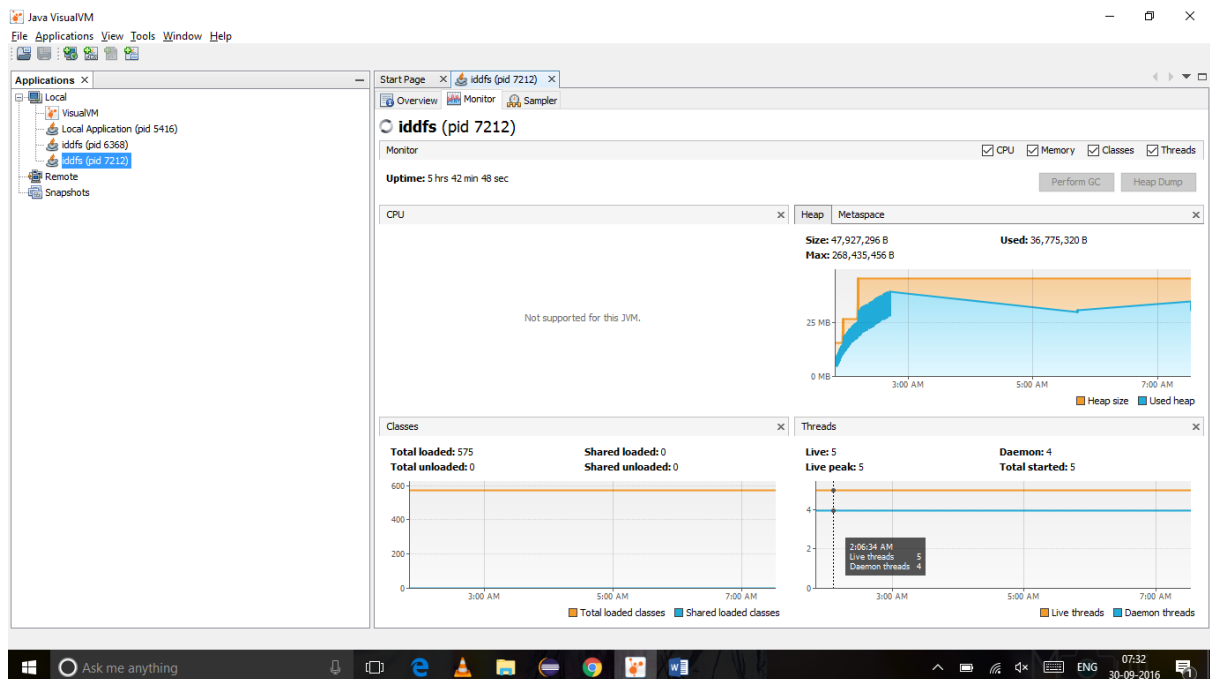 Java VisualVM
File Applications View Tools Window Help
Applications
Local
VisualVM
Local Application (pid 5416)
iddfs (pid 6368)
iddfs (pid 7212)
Remote
Snapshots
Start Page iddfs (pid 7212)
Overview Monitor Sampler
iddfs (pid 7212)
Monitor CPU Memory Classes Threads
Uptime: 5 hrs 42 min 48 sec
Perform GC Heap Dump
CPU
Not supported for this JVM.
Heap Metaspace
Size: 47,927,296 B Used: 36,775,320 B
Max: 268,435,456 B
25 MB
0 MB
3:00 AM 5:00 AM 7:00 AM
Heap size Used heap
Classes
Total loaded: 575 Shared loaded: 0
Total unloaded: 0 Shared unloaded: 0
600
400
200
0
3:00 AM 5:00 AM 7:00 AM
Total loaded classes Shared loaded classes
Threads
Live: 5 Daemon: 4
Live peak: 5 Total started: 5
4
2
0
2:06:34 AM
Live threads 5
Daemon threads 4
3:00 AM 5:00 AM 7:00 AM
Live threads Daemon threads
Ask me anything
ENG
07:32
30-09-2016